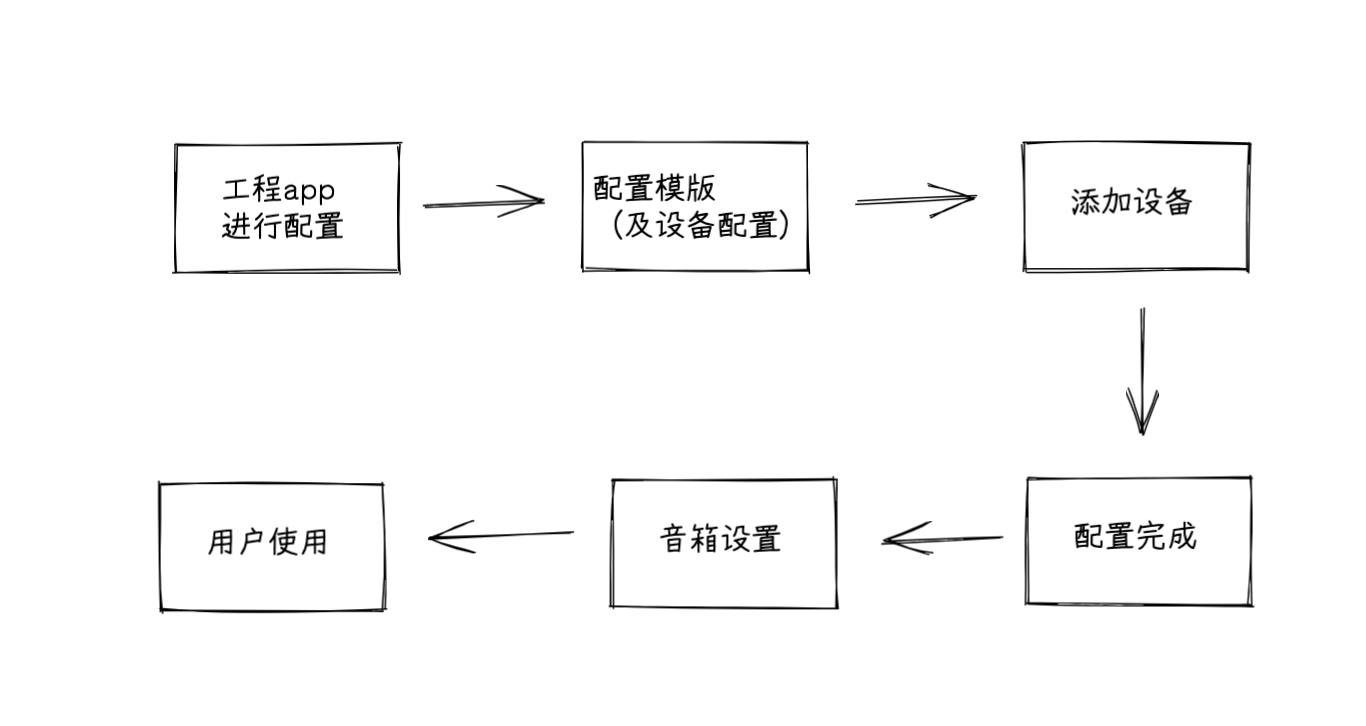 工程app
进行配置
配置模版
（及设备配置）
添加设备
配置完成
音箱设置
用户使用